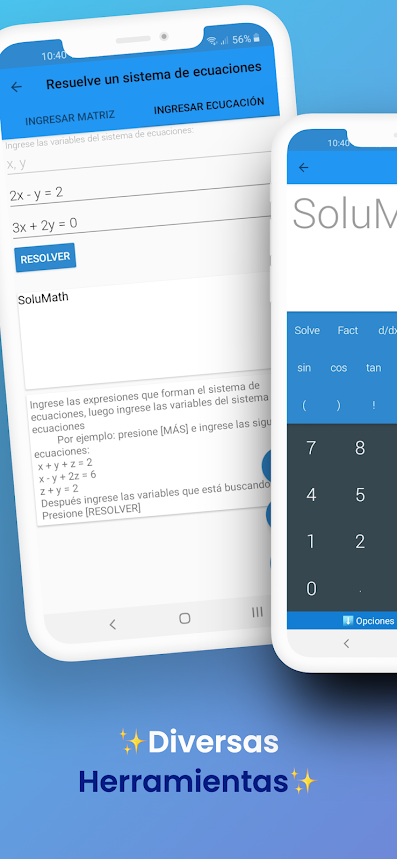 10:40
56%
Resuelve un sistema de ecuaciones
INGRESAR MATRIZ
INGRESAR ECUCACIÓN
Ingrese las variables del sistema de ecuaciones:
x, y
2x - y = 2
3x + 2y = 0
RESOLVER
SoluMath
Ingrese las expresiones que forman el sistema de
ecuaciones, luego ingrese las variables del sistema
ecuaciones
Por ejemplo: presione [MÁS] e ingrese las sigu
ecuaciones:
x + y + z = 2
x - y + 2z = 6
z + y = 2
Después ingrese las variables que está buscando
Presione [RESOLVER]
10:40
SoluM
Solve Fact d/dx
sin cos tan
( ) !
7 8
4 5
1 2
0 .
Opciones
✨Diversas
Herramientas✨